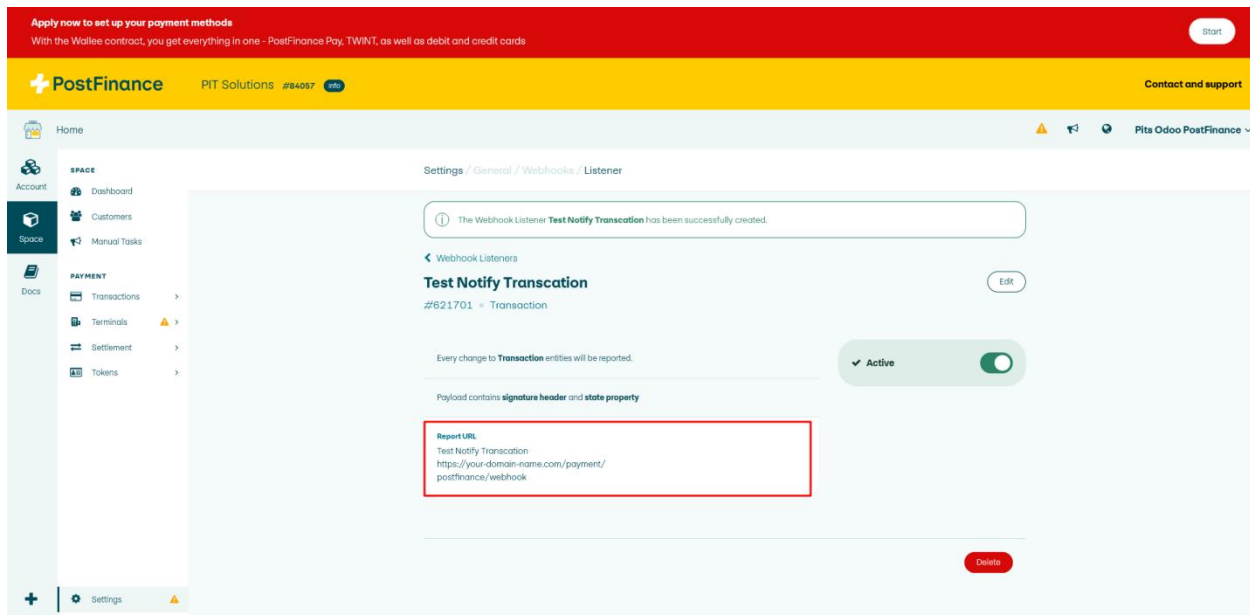 Apply now to set up your payment methods
With the Wallee contract, you get everything in one - PostFinance Pay, TWINT, as well as debit and credit cards
Start
PostFinance
PIT Solutions #84057 info
Contact and support
Home
Pits Odoo PostFinance
Account
Space
Docs
SPACE
Dashboard
Customers
Manual Tasks
PAYMENT
Transactions
Terminals
Settlement
Tokens
Settings
Settings / General / Webhooks / Listener
The Webhook Listener Test Notify Transcation has been successfully created.
Webhook Listeners
Test Notify Transcation
Edit
#621701 Transaction
Every change to Transaction entities will be reported.
Active
Payload contains signature header and state property
Report URL
Test Notify Transcation
https://your-domain-name.com/payment/
postfinance/webhook
Delete